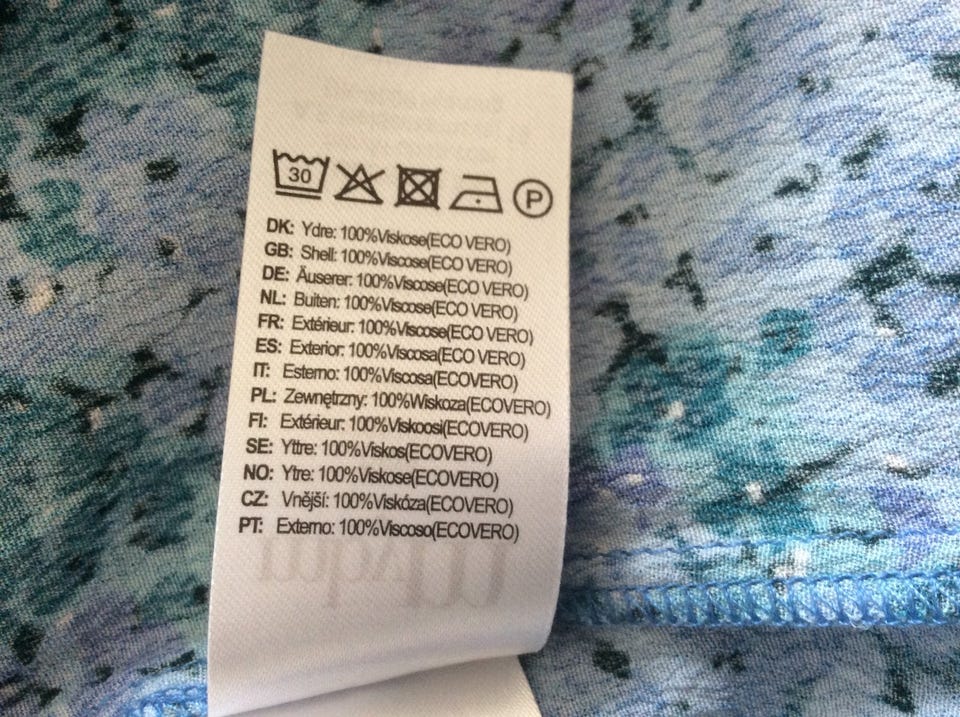 30 P
DK: Ydre: 100%Viskose(ECO VERO)
GB: Shell: 100%Viscose(ECO VERO)
DE: Äuserer: 100%Viscose(ECO VERO)
NL: Buiten: 100%Viscose(ECO VERO)
FR: Extérieur: 100%Viscose(ECO VERO)
ES: Exterior: 100%Viscosa(ECO VERO)
IT: Esterno: 100%Viscosa(ECOVERO)
PL: Zewnętrzny: 100%Wiskoza(ECOVERO)
FI: Extérieur: 100%Viskoosi(ECOVERO)
SE: Yttre: 100%Viskos(ECOVERO)
NO: Ytre: 100%Viskose(ECOVERO)
CZ: Vnější: 100%Viskóza(ECOVERO)
PT: Externo: 100%Viscoso(ECOVERO)